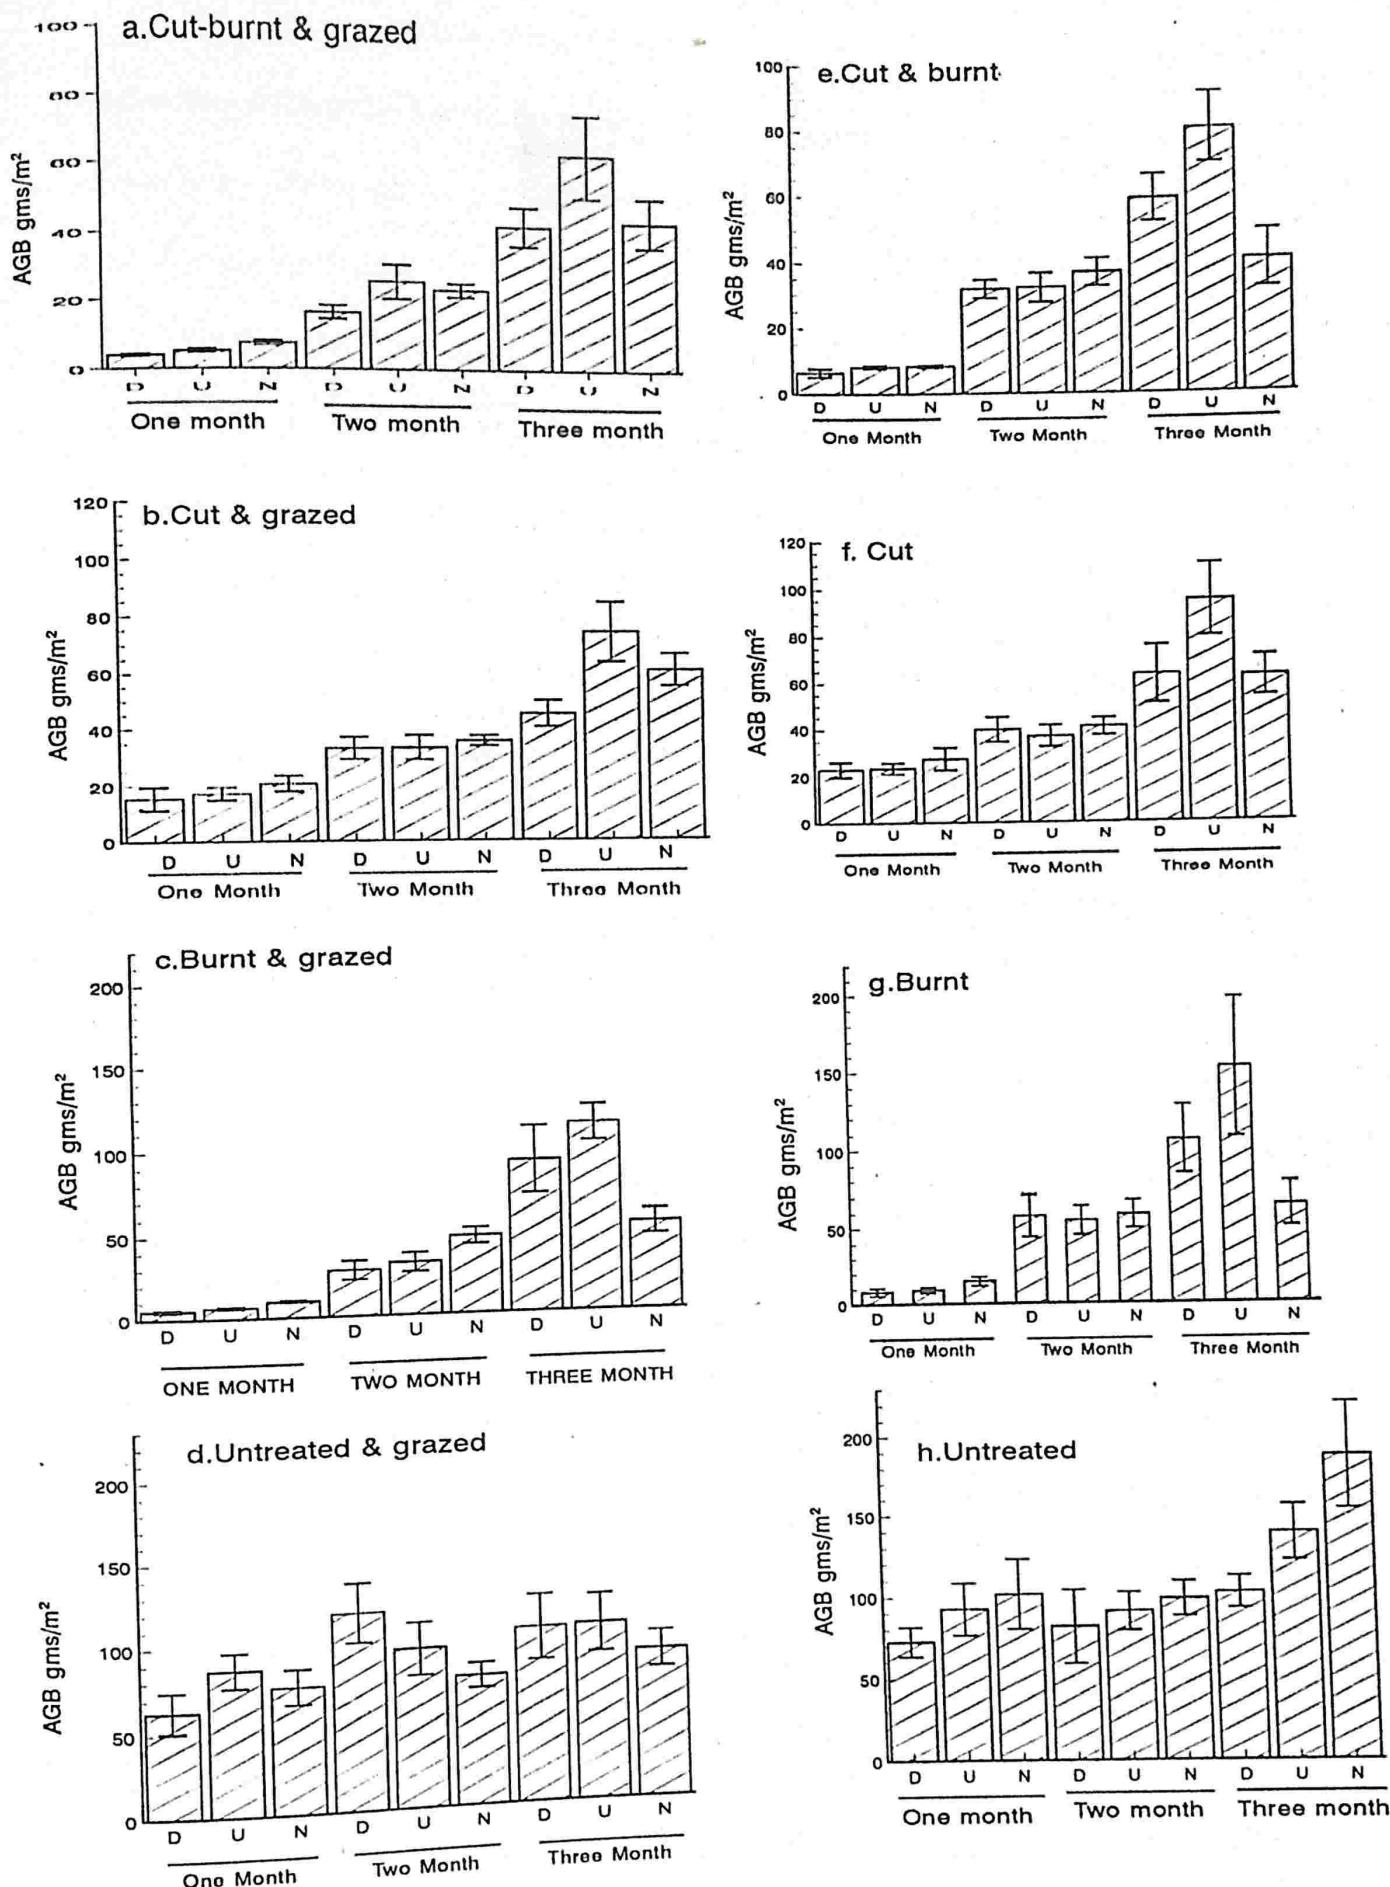 a.Cut-burnt & grazed
100
80
60
40
20
0
AGB gms/m²
D U N D U N D U N
One month Two month Three month
b.Cut & grazed
120
100
80
60
40
20
0
AGB gms/m²
D U N D U N D U N
One Month Two Month Three Month
c.Burnt & grazed
200
150
100
50
0
AGB gms/m²
D U N D U N D U N
ONE MONTH TWO MONTH THREE MONTH
d.Untreated & grazed
200
150
100
50
0
AGB gms/m²
D U N D U N D U N
One Month Two Month Three Month
e.Cut & burnt
100
80
60
40
20
0
AGB gms/m²
D U N D U N D U N
One Month Two Month Three Month
f. Cut
120
100
80
60
40
20
0
AGB gms/m²
D U N D U N D U N
One Month Two Month Three Month
g.Burnt
200
150
100
50
0
AGB gms/m²
D U N D U N D U N
One Month Two Month Three Month
h.Untreated
200
150
100
50
0
AGB gms/m²
D U N D U N D U N
One month Two month Three month